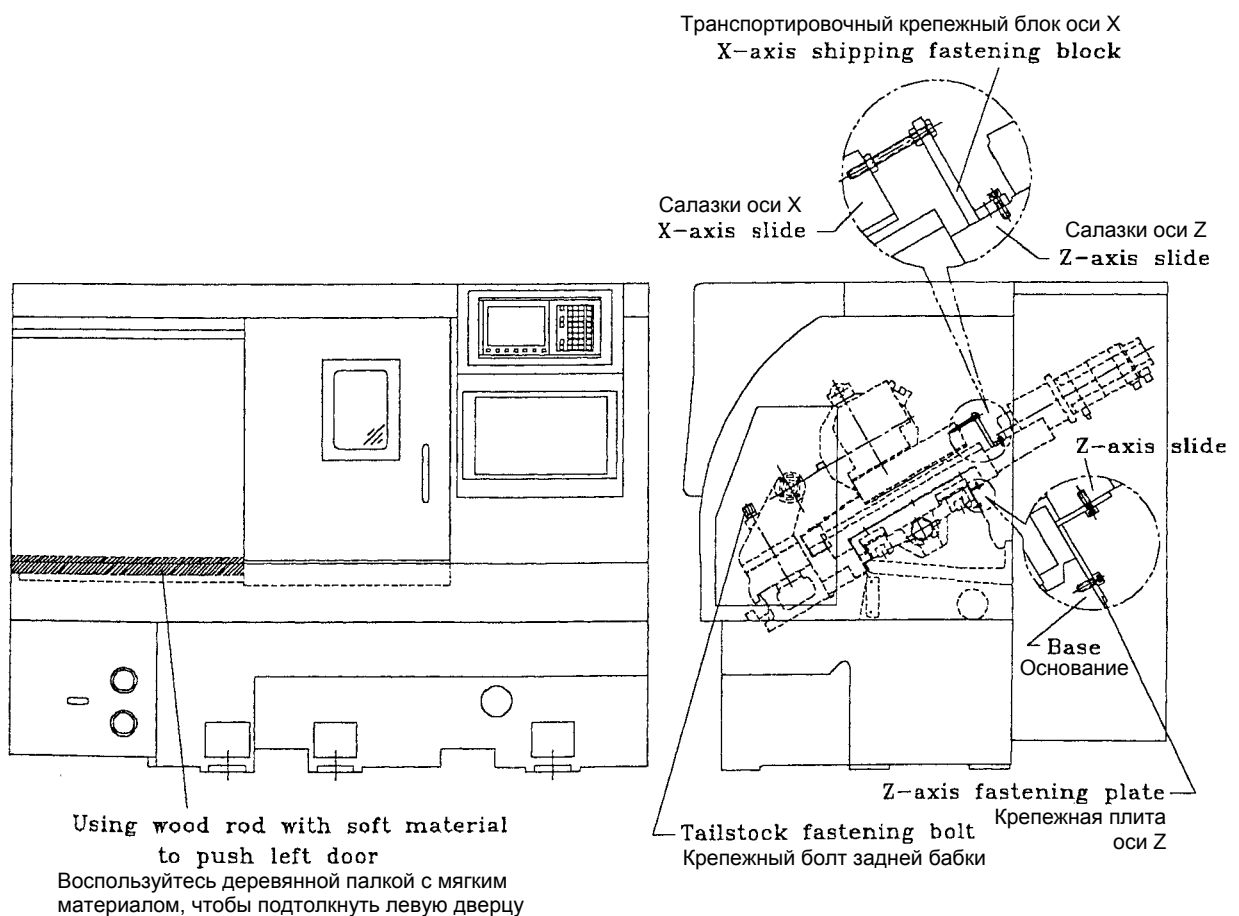 Транспортировочный крепежный блок оси X
X-axis shipping fastening block
Салазки оси X
X-axis slide
Салазки оси Z
Z-axis slide
Z-axis slide
Base
Основание
Z-axis fastening plate
Крепежная плита
оси Z
Tailstock fastening bolt
Крепежный болт задней бабки
Using wood rod with soft material
to push left door
Воспользуйтесь деревянной палкой с мягким
материалом, чтобы подтолкнуть левую дверцу